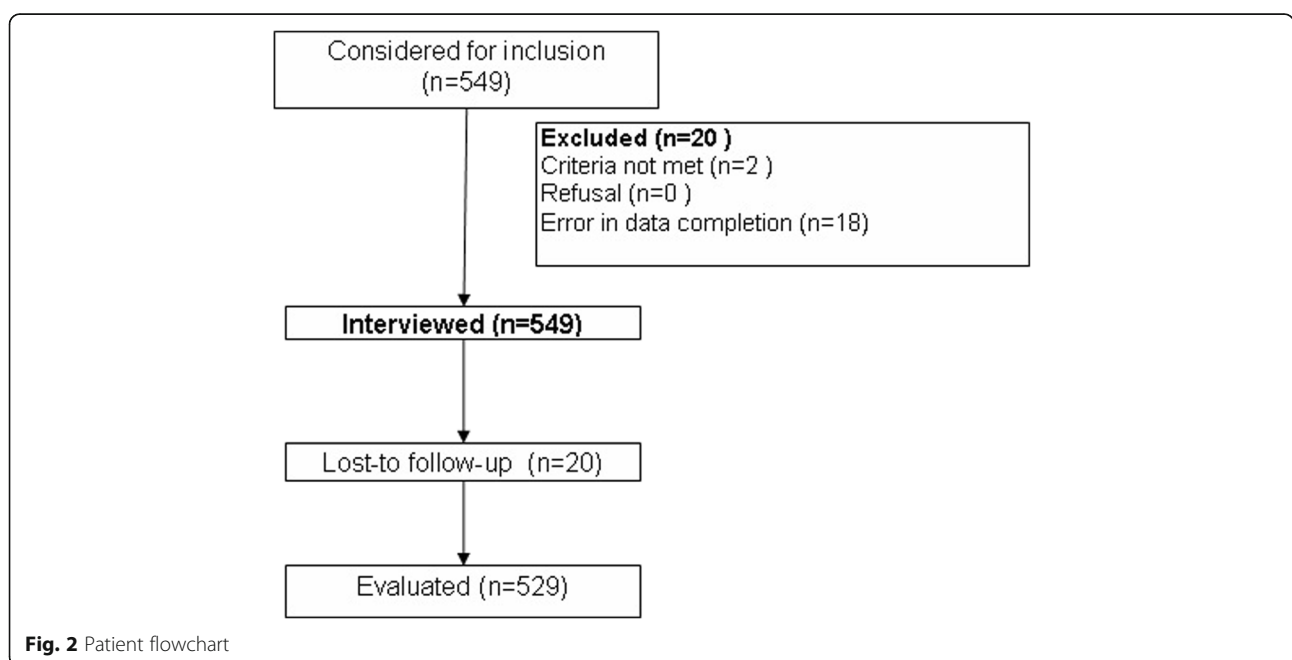 Considered for inclusion
(n=549)
Excluded (n=20 )
Criteria not met (n=2 )
Refusal (n=0 )
Error in data completion (n=18)
Interviewed (n=549)
Lost-to follow-up (n=20)
Evaluated (n=529)
Fig. 2 Patient flowchart